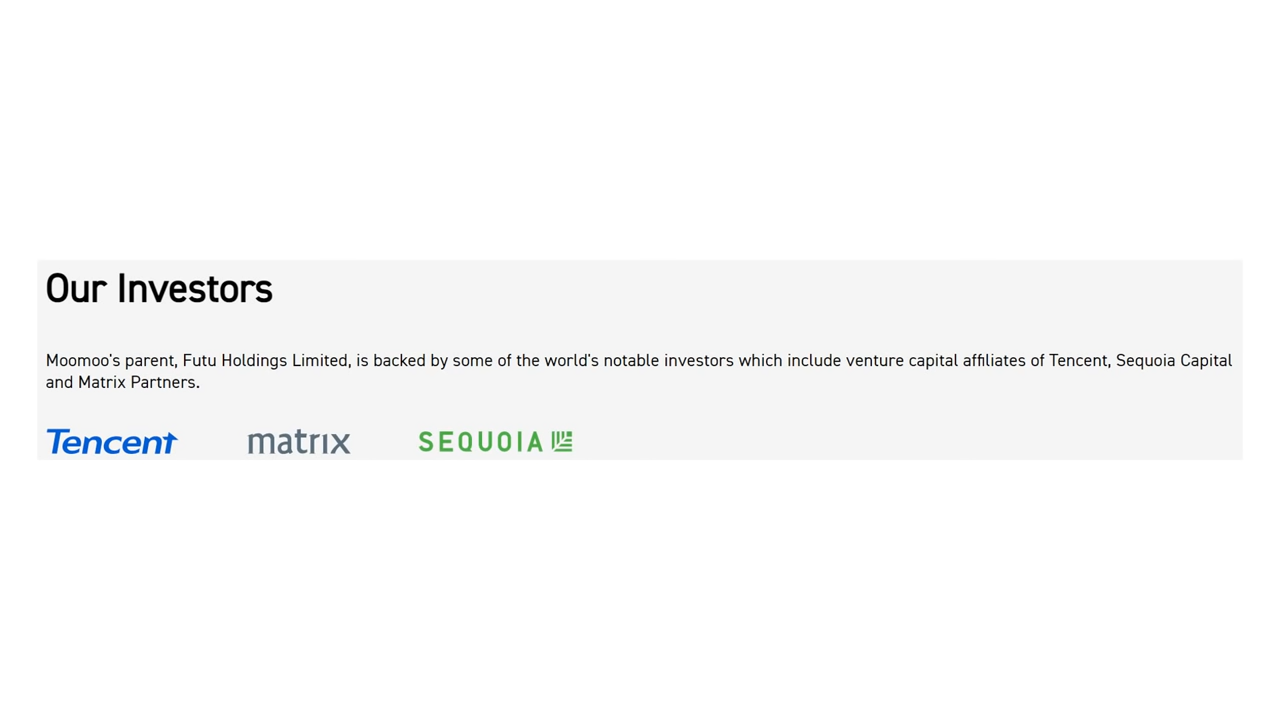 Our Investors
Moomoo's parent, Futu Holdings Limited, is backed by some of the world's notable investors which include venture capital affiliates of Tencent, Sequoia Capital
and Matrix Partners.
Tencent matrix SEQUOIA